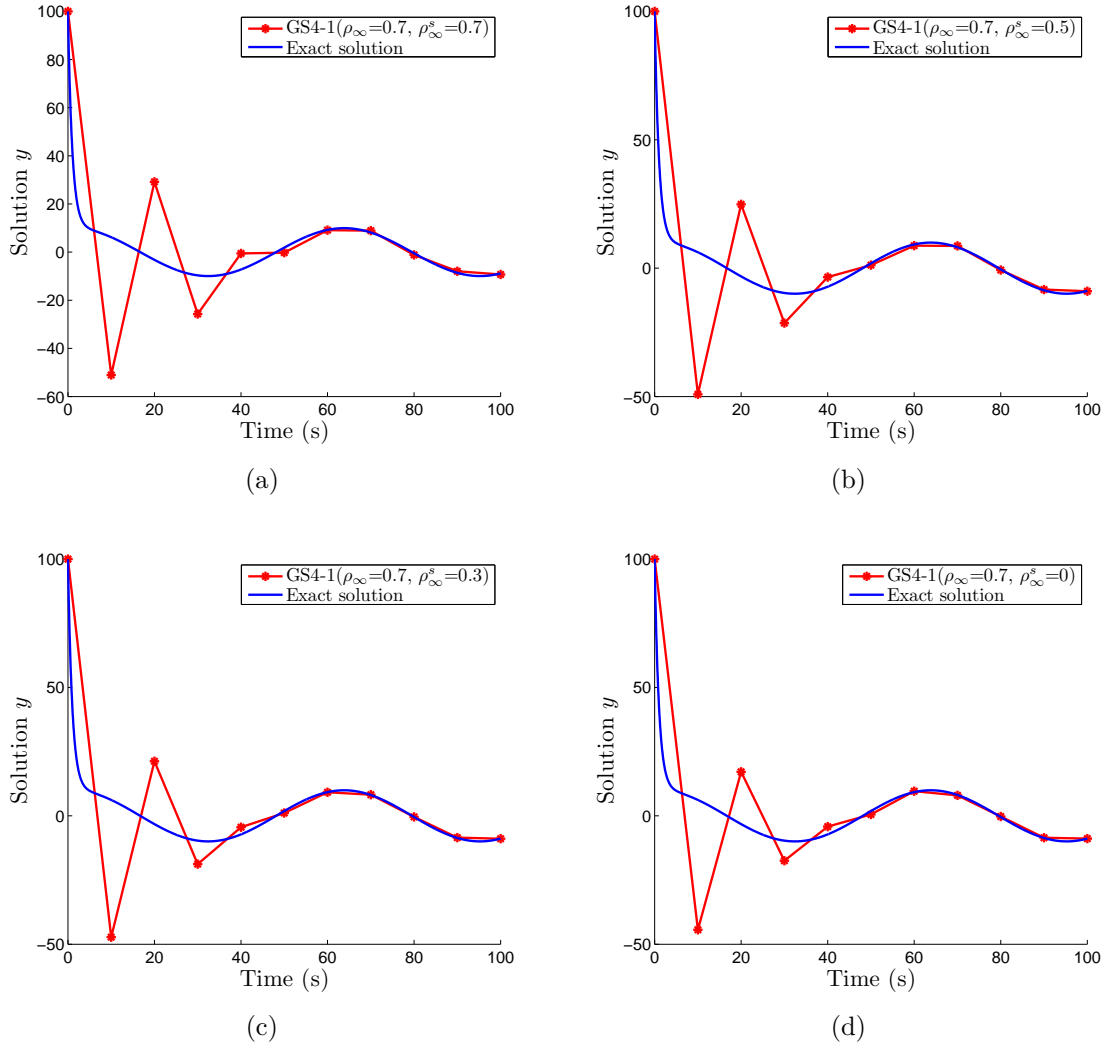 GS4-1(ρ∞=0.7, ρ∞^s=0.7)
Exact solution
100
80
60
40
20
0
−20
−40
−60
Solution y
0 20 40 60 80 100
Time (s)
(a)
GS4-1(ρ∞=0.7, ρ∞^s=0.5)
Exact solution
100
50
0
−50
Solution y
0 20 40 60 80 100
Time (s)
(b)
GS4-1(ρ∞=0.7, ρ∞^s=0.3)
Exact solution
100
50
0
−50
Solution y
0 20 40 60 80 100
Time (s)
(c)
GS4-1(ρ∞=0.7, ρ∞^s=0)
Exact solution
100
50
0
−50
Solution y
0 20 40 60 80 100
Time (s)
(d)